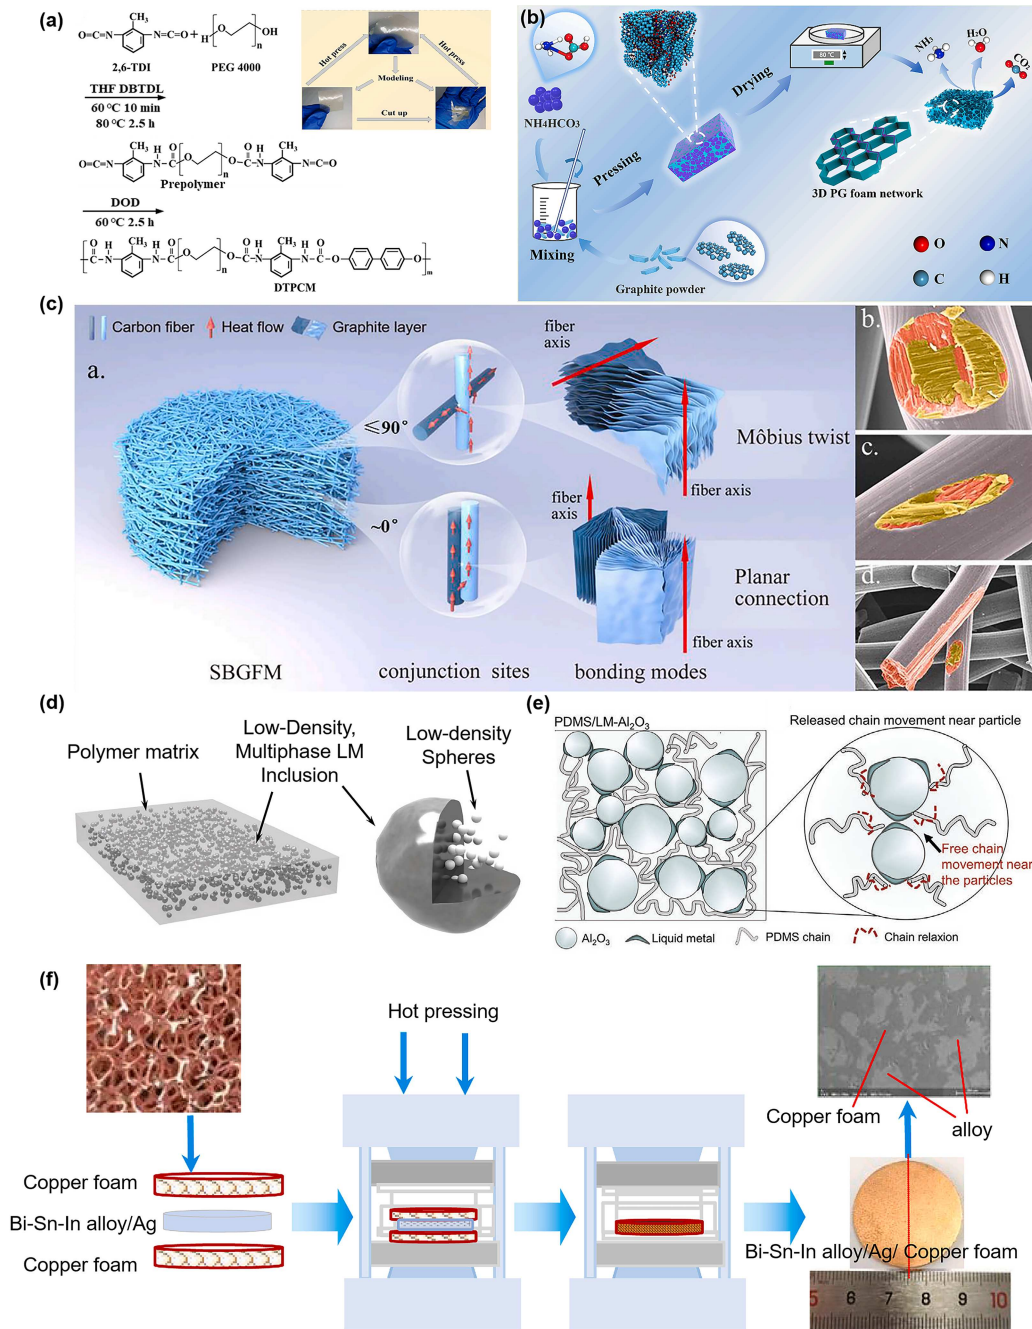 (a)
O=C=N
CH₃
N=C=O
+
H
O
n
OH
2,6-TDI
PEG 4000
THF DBTDL
60 ℃ 10 min
80 ℃ 2.5 h
Hot press
Hot press
Modeling
Cut up
O=C=N
CH₃
H
N
O
C
O
n
O
O
C
H
N
CH₃
N=C=O
Prepolymer
DOD
60 ℃ 2.5 h
O
C
H
N
CH₃
H
N
O
C
O
n
O
O
C
H
N
CH₃
H
N
O
C
O
O
m
DTPCM
(b)
NH4HCO3
Mixing
Pressing
Drying
80 ℃
NH₃
H₂O
CO₂
3D PG foam network
Graphite powder
O
N
C
H
(c)
Carbon fiber
Heat flow
Graphite layer
a.
≤90°
~0°
fiber
axis
Môbius twist
fiber axis
fiber
axis
Planar
connection
fiber axis
SBGFM
conjunction sites
bonding modes
b.
c.
d.
(d)
Polymer matrix
Low-Density,
Multiphase LM
Inclusion
Low-density
Spheres
(e)
PDMS/LM-Al₂O₃
Released chain movement near particle
Free chain
movement near
the particles
Al₂O₃
Liquid metal
PDMS chain
Chain relaxion
(f)
Hot pressing
Copper foam
Bi-Sn-In alloy/Ag
Copper foam
Copper foam
alloy
Bi-Sn-In alloy/Ag/ Copper foam
5 6 7 8 9 10